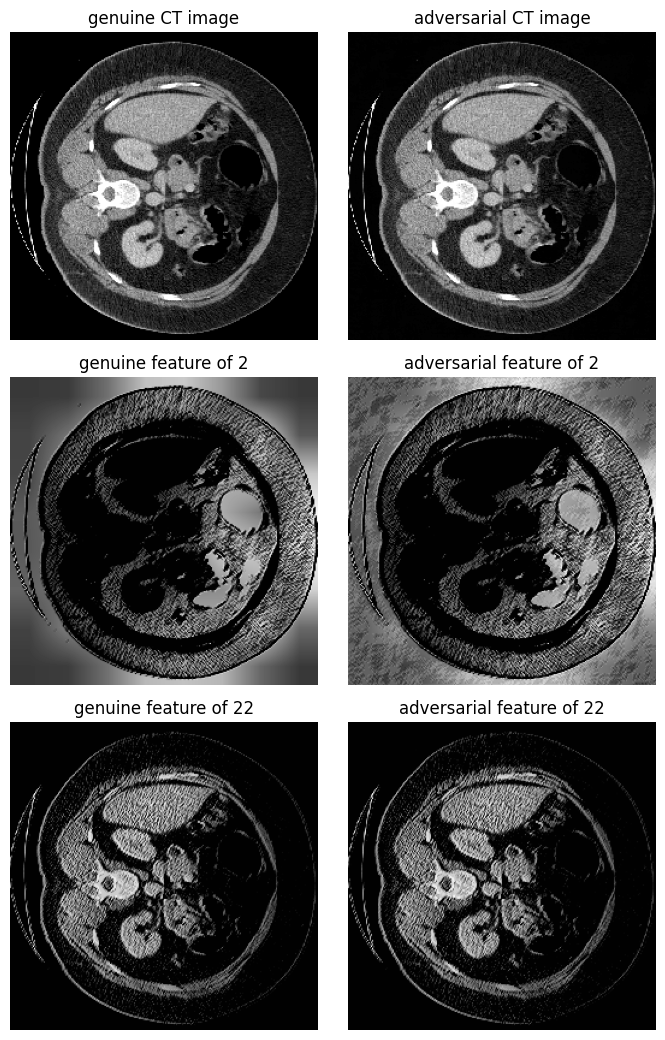 genuine CT image
adversarial CT image
genuine feature of 2
adversarial feature of 2
genuine feature of 22
adversarial feature of 22